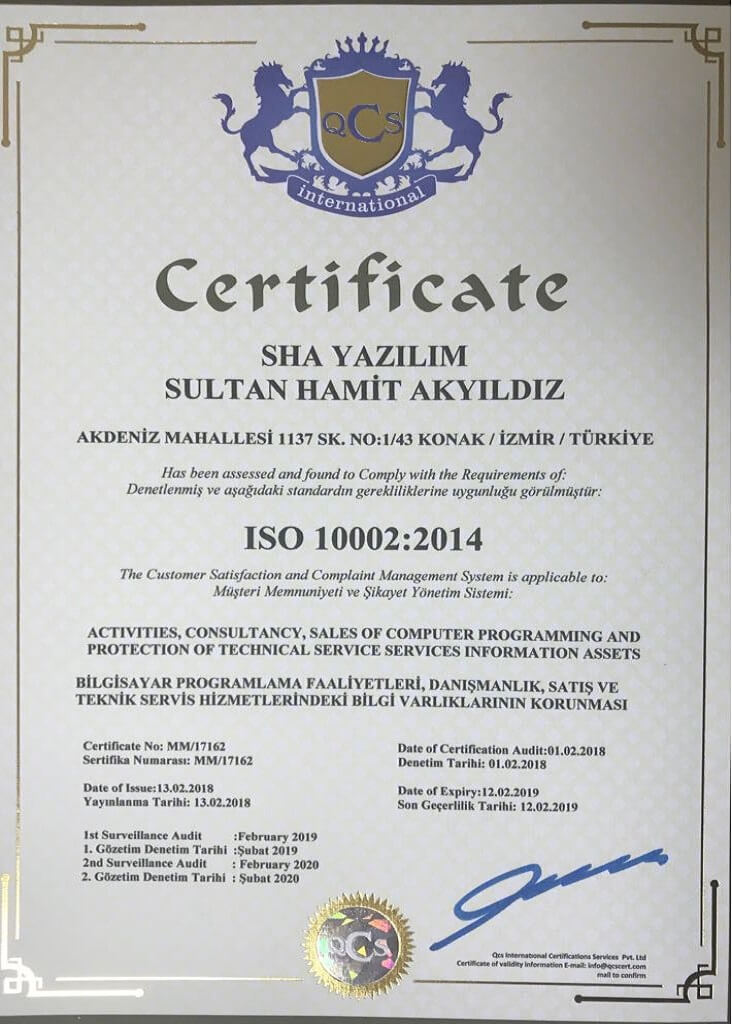 QCS
international
Certificate
SHA YAZILIM
SULTAN HAMİT AKYILDIZ
AKDENİZ MAHALLESİ 1137 SK. NO:1/43 KONAK / İZMİR / TÜRKİYE
Has been assessed and found to Comply with the Requirements of:
Denetlenmiş ve aşağıdaki standardın gerekliliklerine uygunluğu görülmüştür:
ISO 10002:2014
The Customer Satisfaction and Complaint Management System is applicable to:
Müşteri Memnuniyeti ve Şikayet Yönetim Sistemi:
ACTIVITIES, CONSULTANCY, SALES OF COMPUTER PROGRAMMING AND
PROTECTION OF TECHNICAL SERVICE SERVICES INFORMATION ASSETS
BİLGİSAYAR PROGRAMLAMA FAALİYETLERİ, DANIŞMANLIK, SATIŞ VE
TEKNİK SERVİS HİZMETLERİNDEKİ BİLGİ VARLIKLARININ KORUNMASI
Certificate No: MM/17162
Sertifika Numarası: MM/17162
Date of Certification Audit:01.02.2018
Denetim Tarihi: 01.02.2018
Date of Issue:13.02.2018
Yayınlanma Tarihi: 13.02.2018
Date of Expiry:12.02.2019
Son Geçerlilik Tarihi: 12.02.2019
1st Surveillance Audit :February 2019
1. Gözetim Denetim Tarihi :Şubat 2019
2nd Surveillance Audit : February 2020
2. Gözetim Denetim Tarihi : Şubat 2020
QCS
Qcs International Certifications Services Pvt. Ltd
Certificate of validity information E-mail: info@qcscert.com
mail to confirm